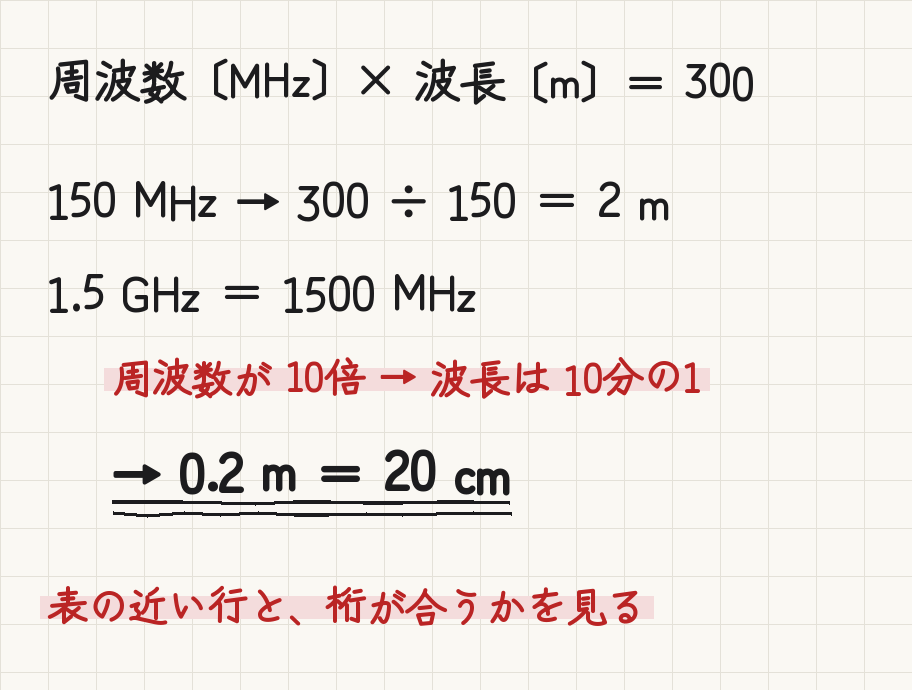 周波数〔MHz〕× 波長〔m〕= 300
150 MHz → 300 ÷ 150 = 2 m
1.5 GHz = 1500 MHz
周波数が 10倍 → 波長は 10分の1
→ 0.2 m = 20 cm
表の近い行と、桁が合うかを見る